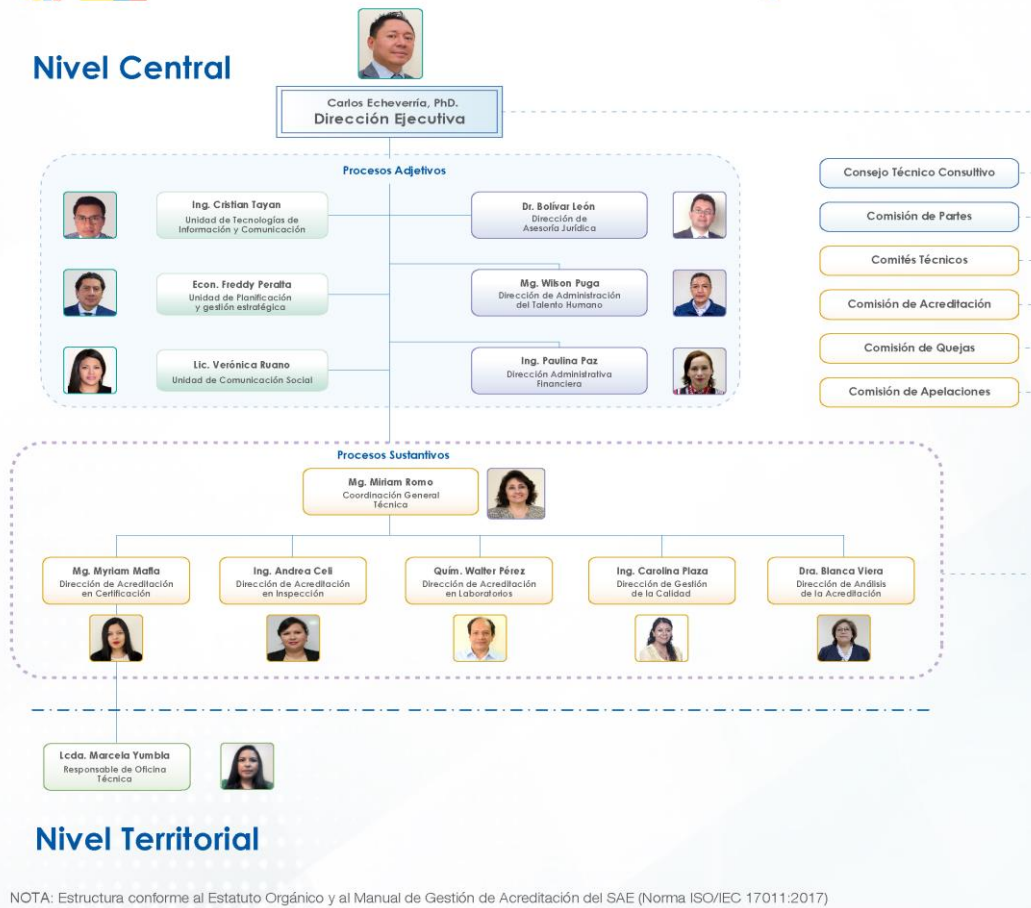 Nivel Central
Carlos Echeverría, PhD.
Dirección Ejecutiva
Procesos Adjetivos
Ing. Cristian Tayan
Unidad de Tecnologías de
Información y Comunicación
Dr. Bolívar León
Dirección de
Asesoría Jurídica
Econ. Freddy Peralta
Unidad de Planificación
y gestión estratégica
Mg. Wilson Puga
Dirección de Administración
del Talento Humano
Lic. Verónica Ruano
Unidad de Comunicación Social
Ing. Paulina Paz
Dirección Administrativa
Financiera
Consejo Técnico Consultivo
Comisión de Partes
Comités Técnicos
Comisión de Acreditación
Comisión de Quejas
Comisión de Apelaciones
Procesos Sustantivos
Mg. Miriam Romo
Coordinación General
Técnica
Mg. Myriam Mafla
Dirección de Acreditación
en Certificación
Ing. Andrea Celi
Dirección de Acreditación
en Inspección
Quím. Walter Pérez
Dirección de Acreditación
en Laboratorios
Ing. Carolina Plaza
Dirección de Gestión
de la Calidad
Dra. Blanca Viera
Dirección de Análisis
de la Acreditación
Lcda. Marcela Yumbla
Responsable de Oficina
Técnica
Nivel Territorial
NOTA: Estructura conforme al Estatuto Orgánico y al Manual de Gestión de Acreditación del SAE (Norma ISO/IEC 17011:2017)